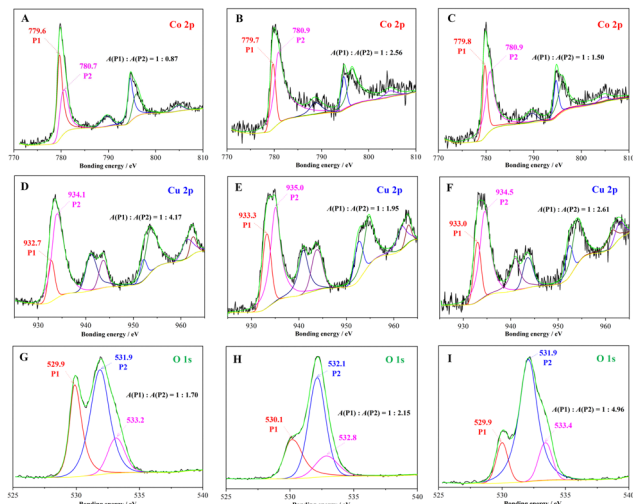 A
Co 2p
779.6
P1
780.7
P2
A(P1) : A(P2) = 1 : 0.87
770 780 790 800 810
Bonding energy / eV
B
Co 2p
779.7
P1
780.9
P2
A(P1) : A(P2) = 1 : 2.56
770 780 790 800 810
Bonding energy / eV
C
Co 2p
779.8
P1
780.9
P2
A(P1) : A(P2) = 1 : 1.50
770 780 790 800 810
Bonding energy / eV
D
Cu 2p
934.1
P2
932.7
P1
A(P1) : A(P2) = 1 : 4.17
930 940 950 960
Bonding energy / eV
E
Cu 2p
935.0
P2
933.3
P1
A(P1) : A(P2) = 1 : 1.95
930 940 950 960
Bonding energy / eV
F
Cu 2p
934.5
P2
933.0
P1
A(P1) : A(P2) = 1 : 2.61
930 940 950 960
Bonding energy / eV
G
O 1s
529.9
P1
531.9
P2
533.2
A(P1) : A(P2) = 1 : 1.70
525 530 535 540
Bonding energy / eV
H
O 1s
532.1
P2
530.1
P1
532.8
A(P1) : A(P2) = 1 : 2.15
525 530 535 540
Bonding energy / eV
I
O 1s
531.9
P2
529.9
P1
533.4
A(P1) : A(P2) = 1 : 4.96
525 530 535 540
Bonding energy / eV